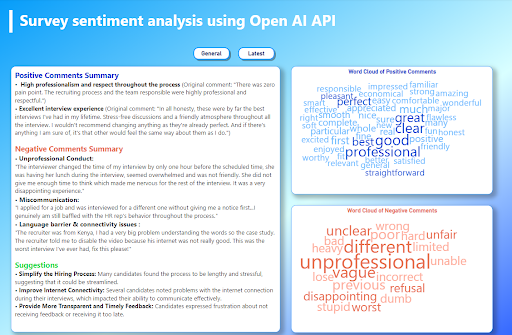 Survey sentiment analysis using Open AI API
General
Latest
Positive Comments Summary
• High professionalism and respect throughout the process (Original comment: "There was zero
pain point. The recruiting process and the team responsible were highly professional and
respectful.")
• Excellent interview experience (Original comment: "In all honesty, these were by far the best
interviews I've had in my lifetime. Stress-free discussions and a friendly atmosphere throughout all
the interview. I wouldn't recommend changing anything as they're already perfect. And if there's
anything I am sure of, it's that other would feel the same way about them as I do.")
Negative Comments Summary
• Unprofessional Conduct:
"The interviewer changed the time of my interview by only one hour before the scheduled time, she
was having her lunch during the interview, seemed overwhelmed and was not friendly. She did not
give me enough time to think which made me nervous for the rest of the interview. It was a very
disappointing experience."
• Miscommunication:
"I applied for a job and was interviewed for a different one without giving me a notice first...I
genuinely am still baffled with the HR rep's behavior throughout the process."
• Language barrier & connectivity issues :
"The recruiter was from Kenya, I had a very big problem understanding the words so the case study.
The recruiter told me to disable the video because his internet was not really good. This was the
worst interview I've ever had, fix this please!"
Suggestions
• Simplify the Hiring Process: Many candidates found the process to be lengthy and stressful,
suggesting that it could be streamlined.
• Improve Internet Connectivity: Several candidates noted problems with the internet connection
during their interviews, which impacted their ability to communicate effectively.
• Provide More Transparent and Timely Feedback: Candidates expressed frustration about not
receiving feedback or receiving it too late.
Word Cloud of Positive Comments
responsible impressed familiar
pleasant economical strong amazing
smart perfect easy comfortable wonderful
effective appreciated much major
right smooth nice sure great flawless
soft complete new clear many
particular whole real fun honest
excited first fine best good positive
enjoyed professional friendly
worthy fit better satisfied
relevant general
straightforward
Word Cloud of Negative Comments
unclear wrong
bad poor hard unfair
heavy different limited
unprofessional unable
lose vague incorrect
previous refusal
disappointing dumb
stupid worst